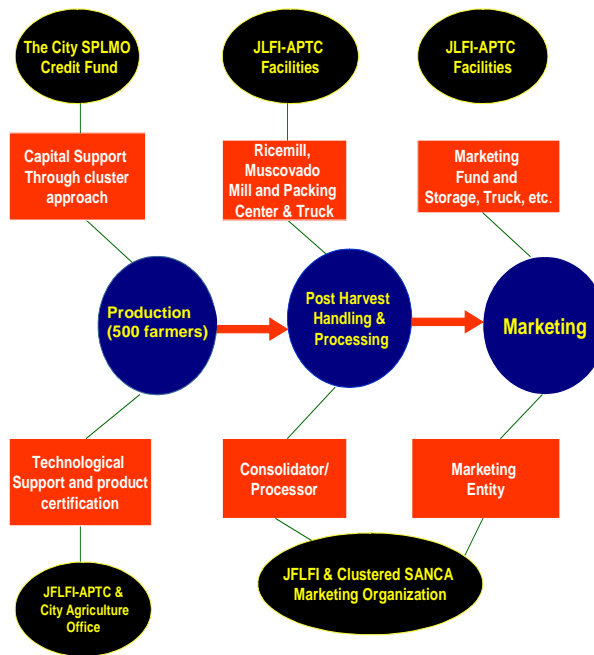 The City SPLMO
Credit Fund
JLFI-APTC
Facilities
JLFI-APTC
Facilities
Capital Support
Through cluster
approach
Ricemill,
Muscovado
Mill and Packing
Center & Truck
Marketing
Fund and
Storage, Truck, etc.
Production
(500 farmers)
Post Harvest
Handling &
Processing
Marketing
Technological
Support and product
certification
Consolidator/
Processor
Marketing
Entity
JFLFI-APTC &
City Agriculture
Office
JFLFI & Clustered SANCA
Marketing Organization